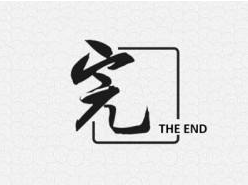 完
THE END